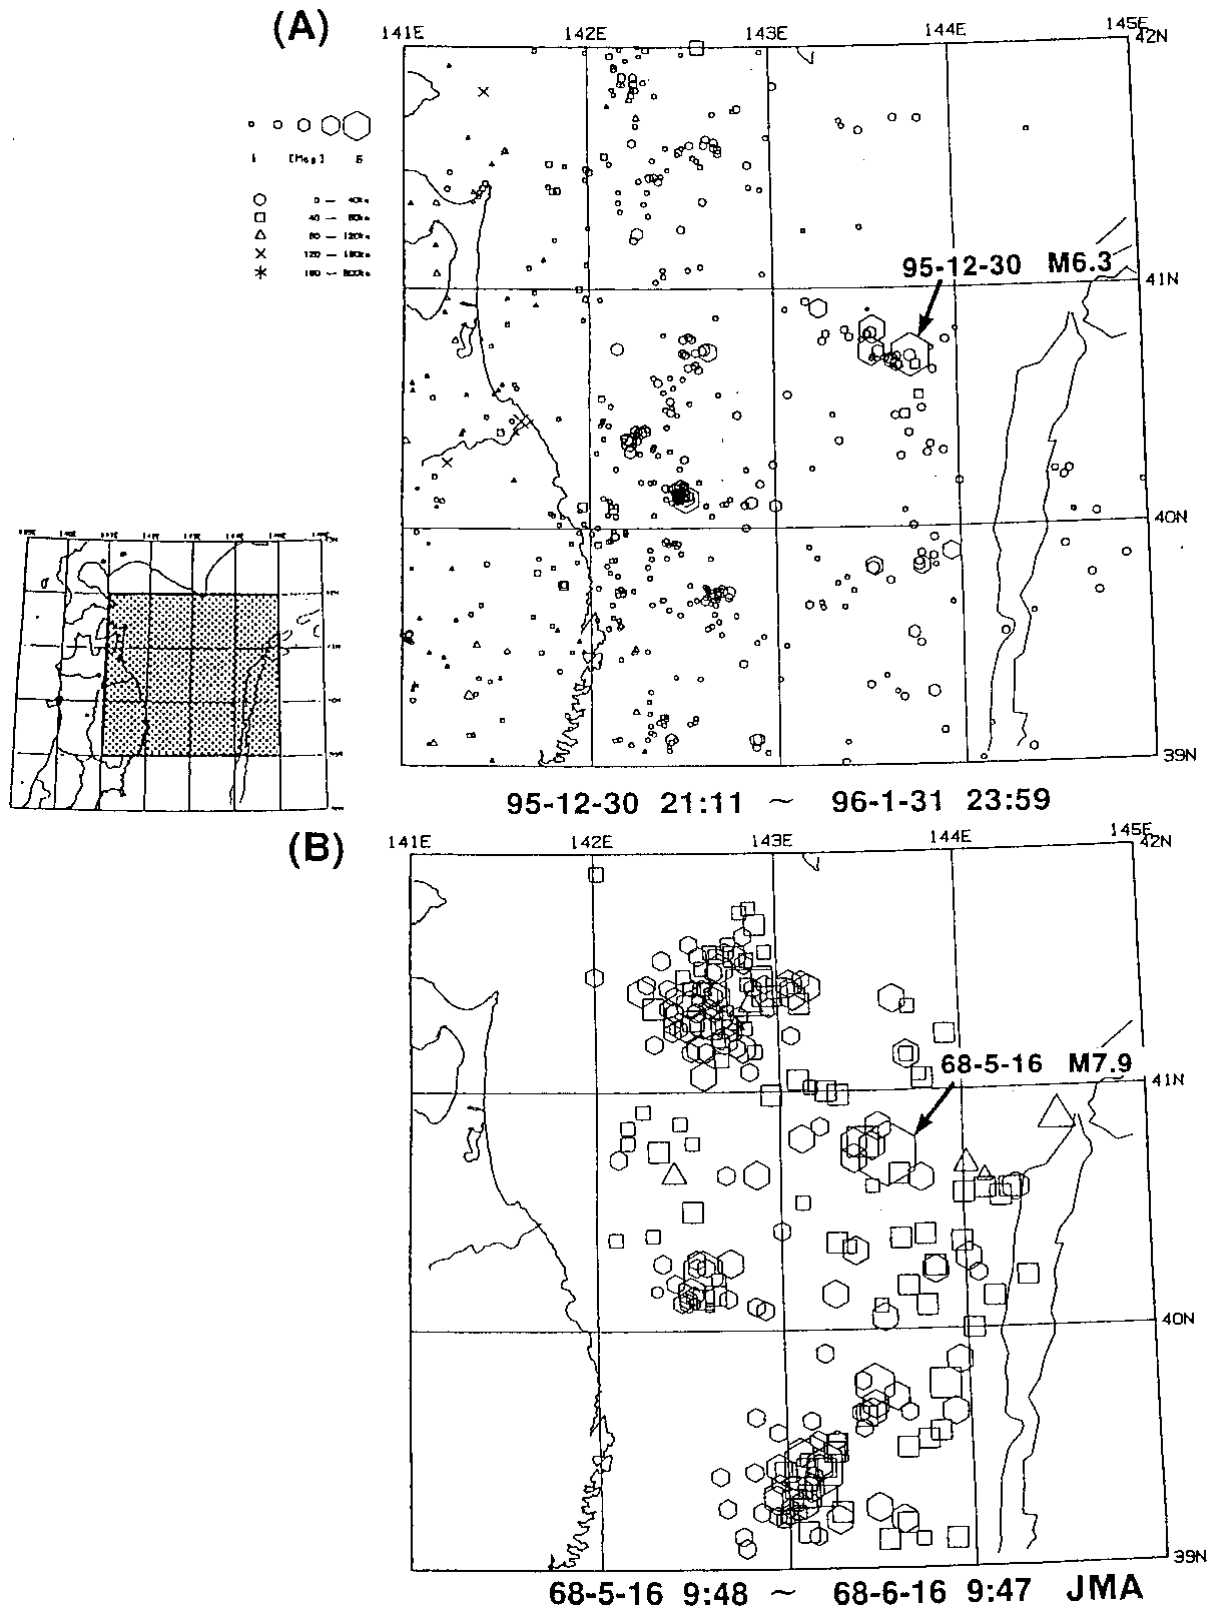 (A)
141E 142E 143E 144E 145E
42N
95-12-30 M6.3
41N
40N
39N
95-12-30 21:11 ~ 96-1-31 23:59
(B)
141E 142E 143E 144E 145E
42N
68-5-16 M7.9
41N
40N
39N
68-5-16 9:48 ~ 68-6-16 9:47 JMA